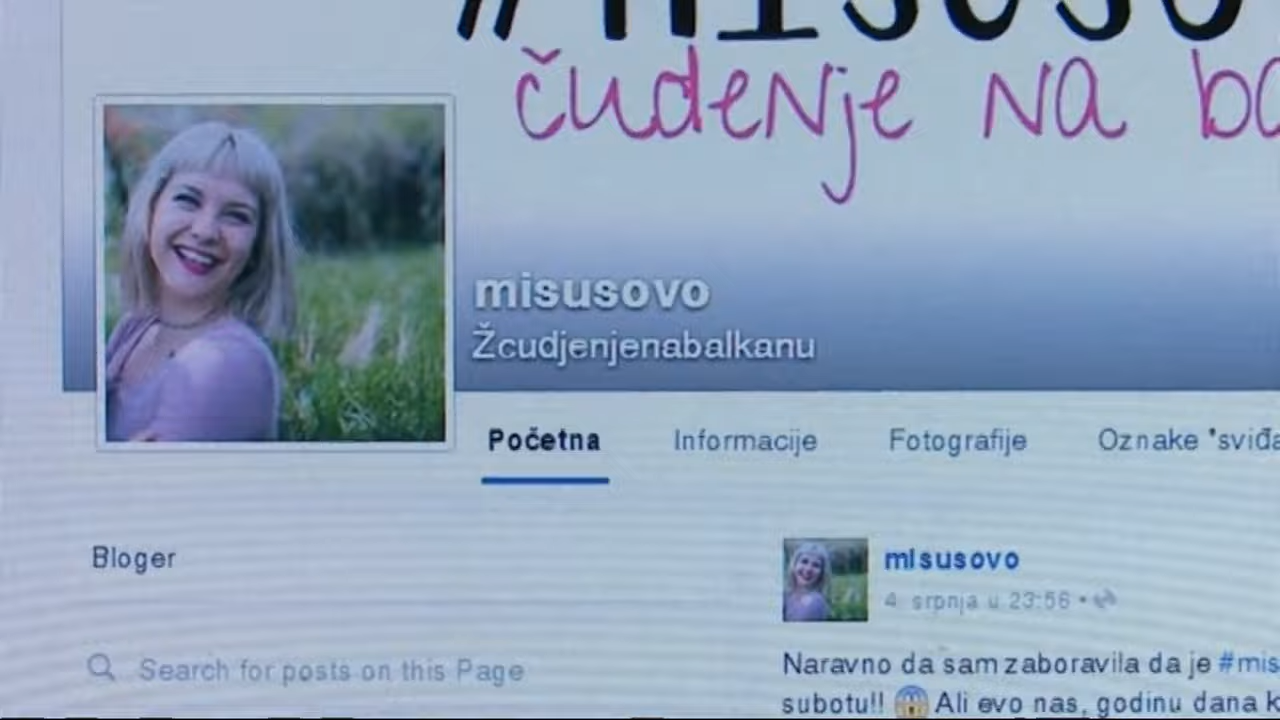 #misusovo
čudenje na ba
misusovo
Žcudjenjenabalkanu
Početna
Informacije
Fotografije
Oznake "sviđa
Bloger
misusovo
4. srpnja u 23:56
Search for posts on this Page
Naravno da sam zaboravila da je #mis
subotu!! 😱 Ali evo nas, godinu dana k